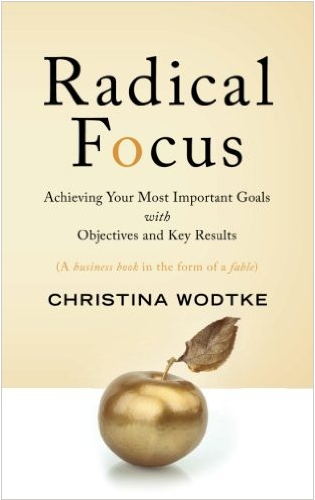 Radical
Focus
Achieving Your Most Important Goals
with
Objectives and Key Results
(A business book in the form of a fable)
CHRISTINA WODTKE